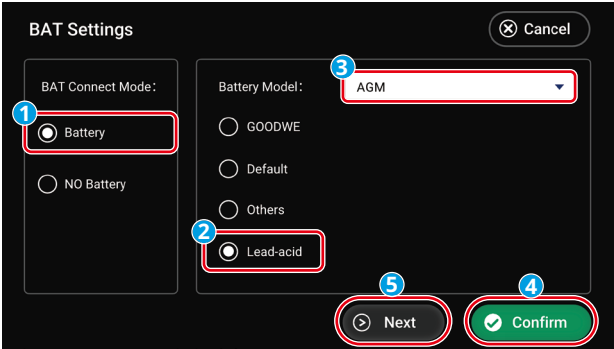 BAT Settings
Cancel
BAT Connect Mode:
Battery Model:
3
AGM
1
Battery
GOODWE
Default
NO Battery
Others
2
Lead-acid
5
4
Next
Confirm